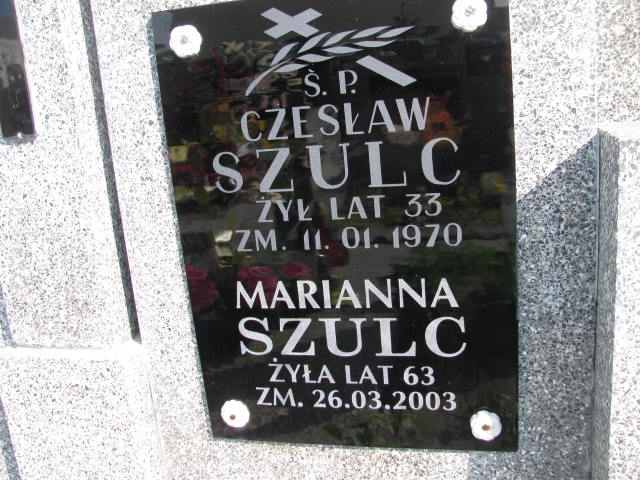 Ś. P.
CZESŁAW
SZULC
ŻYŁ LAT 33
ZM. 11. 01. 1970
MARIANNA
SZULC
ŻYŁA LAT 63
ZM. 26.03.2003